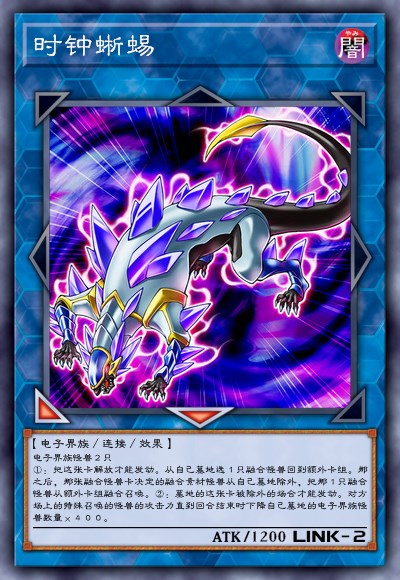 时钟蜥蜴
やみ
闇
【电子界族／连接／效果】
电子界族怪兽２只
①：把这张卡解放才能发动。从自己墓地选１只融合怪兽回到额外卡组。那
之后，那张融合怪兽卡决定的融合素材怪兽从自己墓地除外，把那１只融合
怪兽从额外卡组融合召唤。②：墓地的这张卡被除外的场合才能发动。对方
场上的特殊召唤的怪兽的攻击力直到回合结束时下降自己墓地的电子界族怪
兽数量×４００。
ATK/1200 LINK-2